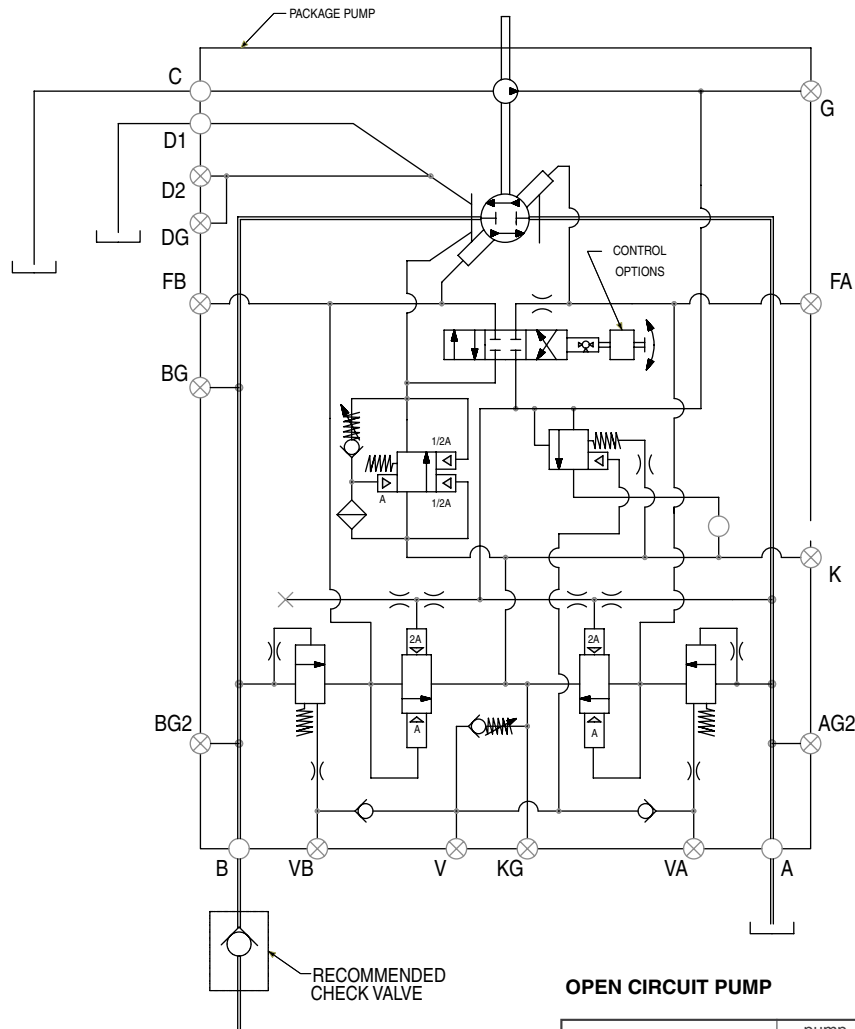 PACKAGE PUMP
C
G
D1
D2
DG
CONTROL
OPTIONS
FB
FA
BG
1/2A
A
1/2A
K
2A
2A
BG2
AG2
A
A
B
VB
V
KG
VA
A
RECOMMENDED
CHECK VALVE
OPEN CIRCUIT PUMP
pump